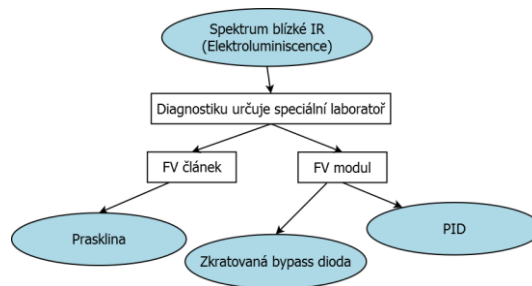 Spektrum blízké IR
(Elektroluminiscence)
Diagnostiku určuje speciální laboratoř
FV článek
FV modul
Prasklina
Zkratovaná bypass dioda
PID